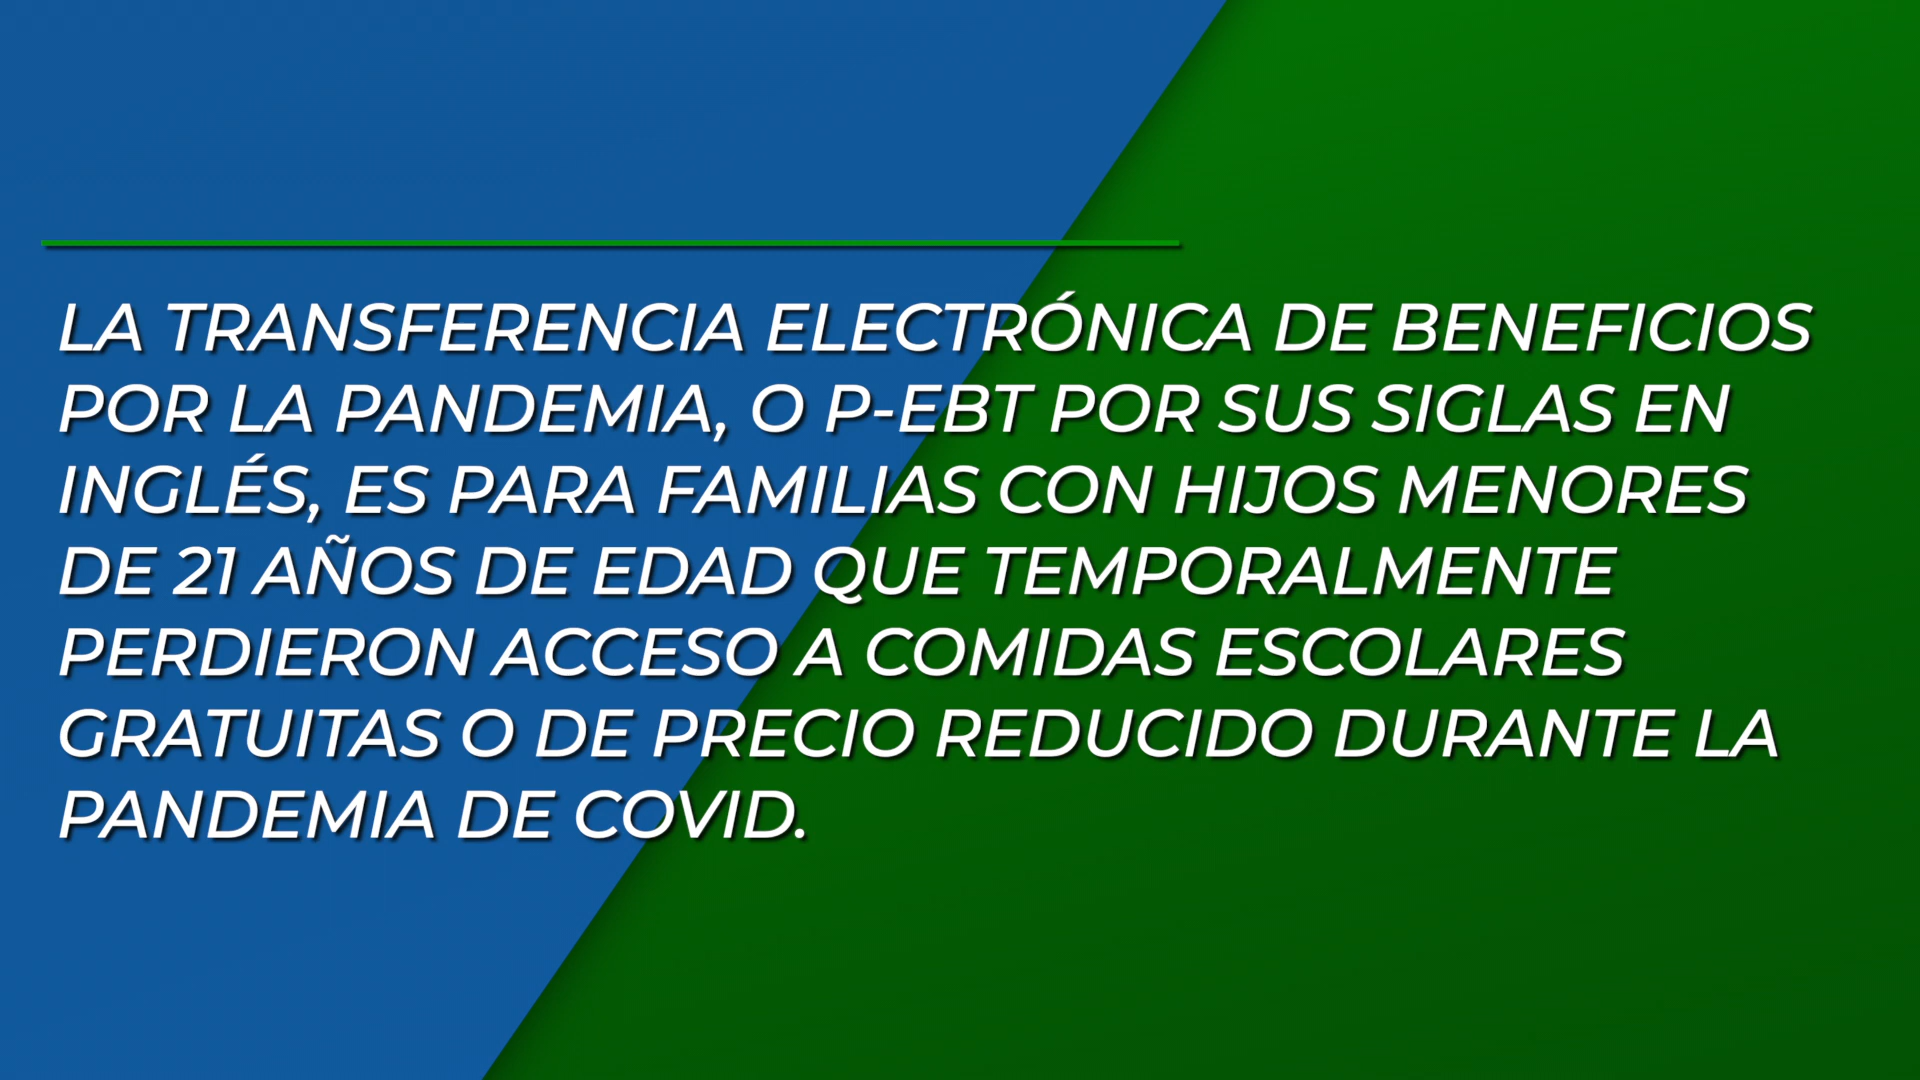 LA TRANSFERENCIA ELECTRÓNICA DE BENEFICIOS
POR LA PANDEMIA, O P-EBT POR SUS SIGLAS EN
INGLÉS, ES PARA FAMILIAS CON HIJOS MENORES
DE 21 AÑOS DE EDAD QUE TEMPORALMENTE
PERDIERON ACCESO A COMIDAS ESCOLARES
GRATUITAS O DE PRECIO REDUCIDO DURANTE LA
PANDEMIA DE COVID.